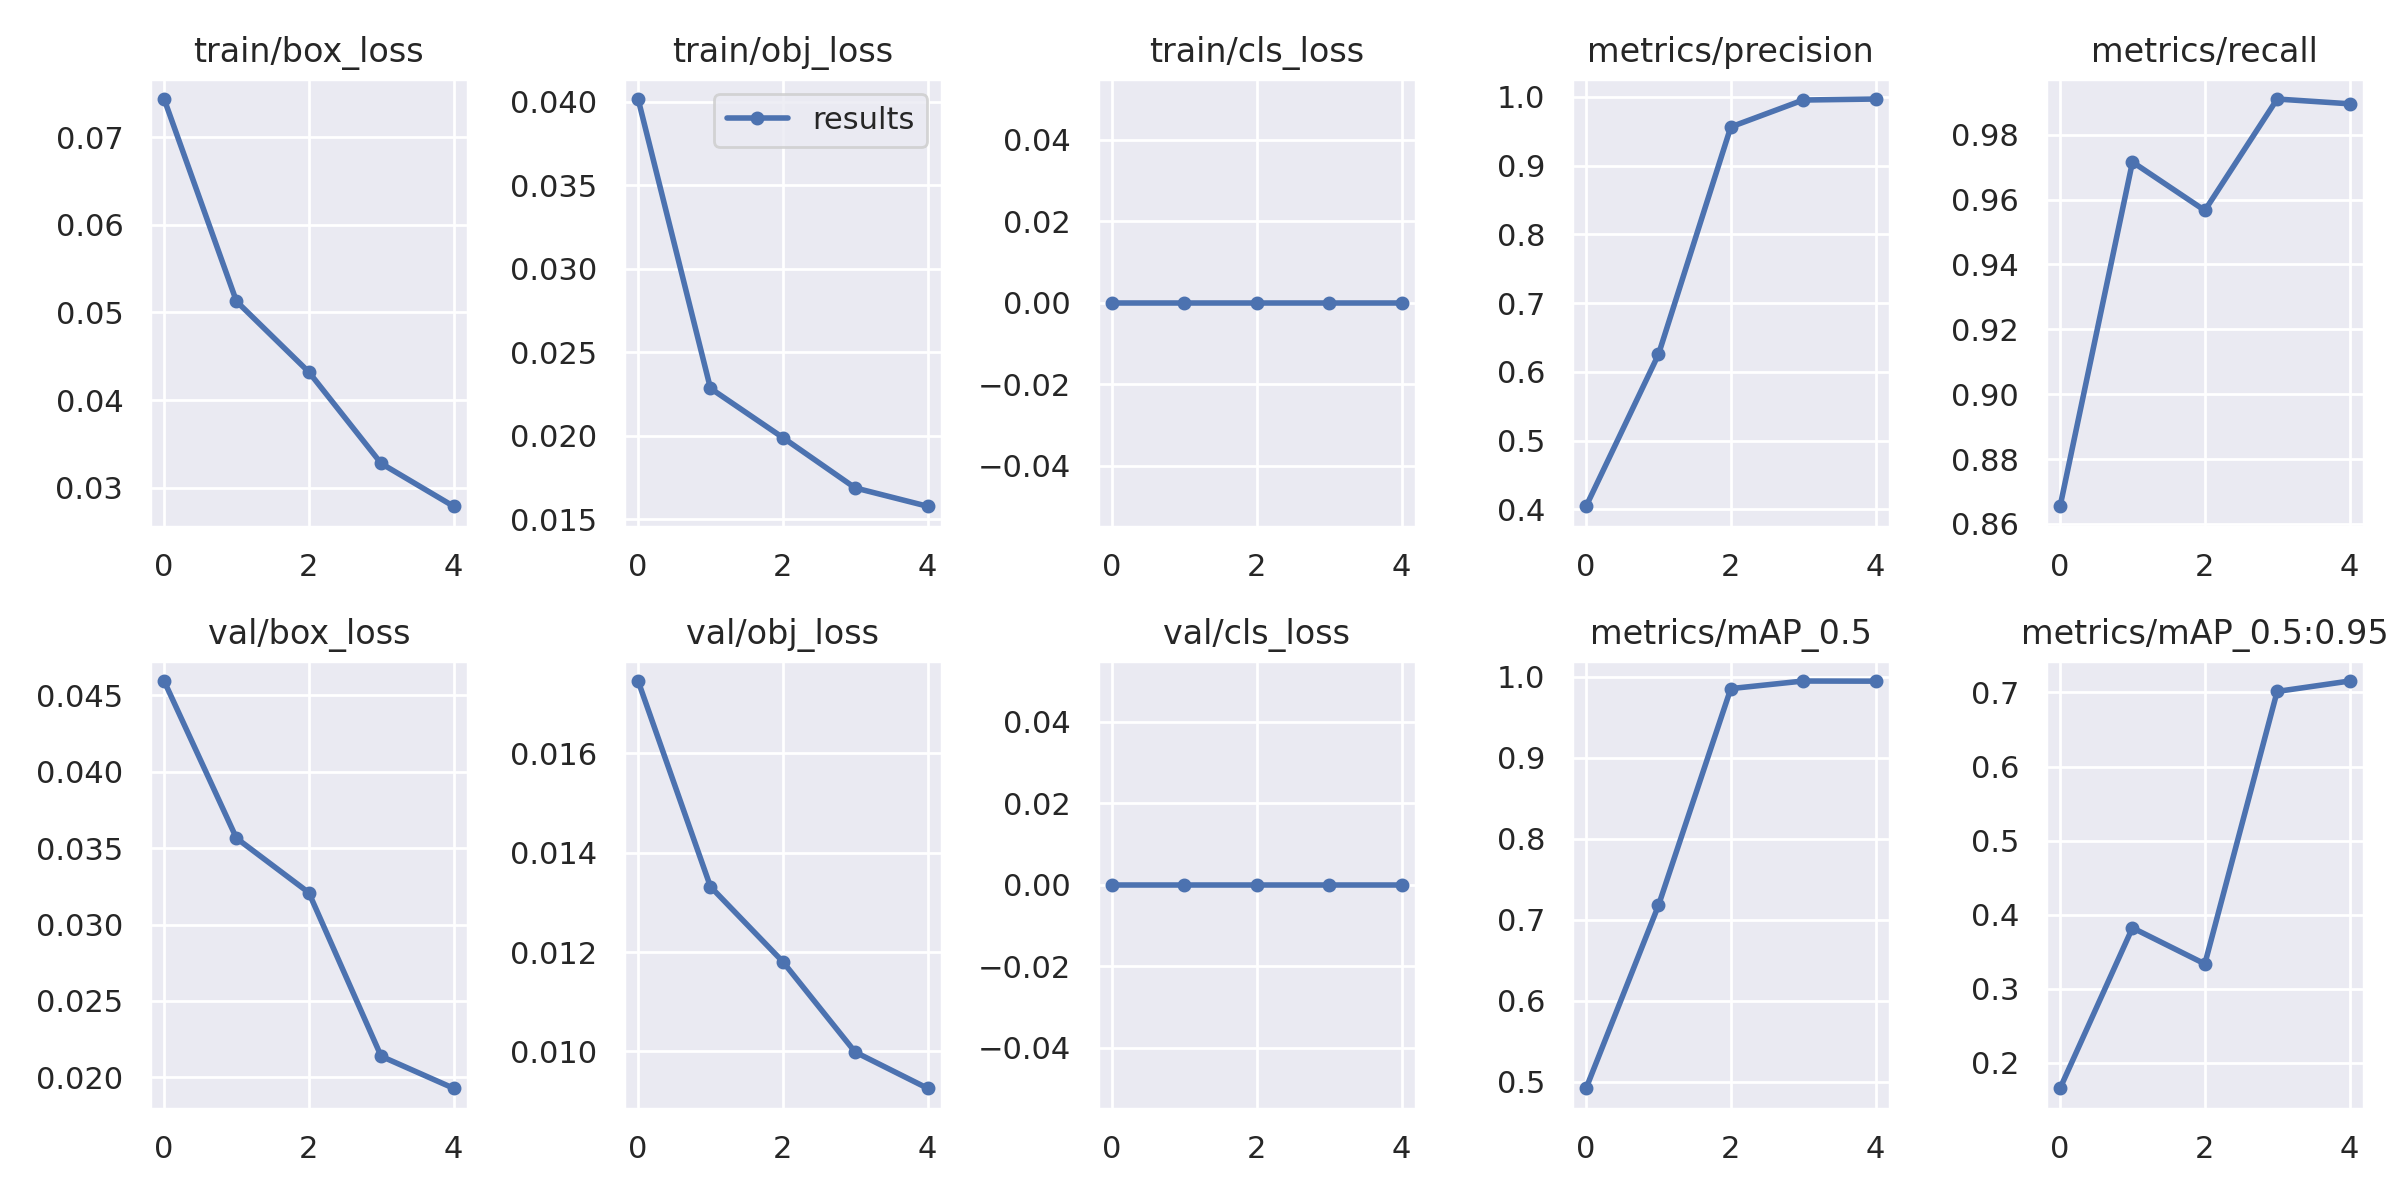 train/box_loss
0.07
0.06
0.05
0.04
0.03
0 2 4
train/obj_loss
results
0.040
0.035
0.030
0.025
0.020
0.015
0 2 4
train/cls_loss
0.04
0.02
0.00
−0.02
−0.04
0 2 4
metrics/precision
1.0
0.9
0.8
0.7
0.6
0.5
0.4
0 2 4
metrics/recall
0.98
0.96
0.94
0.92
0.90
0.88
0.86
0 2 4
val/box_loss
0.045
0.040
0.035
0.030
0.025
0.020
0 2 4
val/obj_loss
0.016
0.014
0.012
0.010
0 2 4
val/cls_loss
0.04
0.02
0.00
−0.02
−0.04
0 2 4
metrics/mAP_0.5
1.0
0.9
0.8
0.7
0.6
0.5
0 2 4
metrics/mAP_0.5:0.95
0.7
0.6
0.5
0.4
0.3
0.2
0 2 4